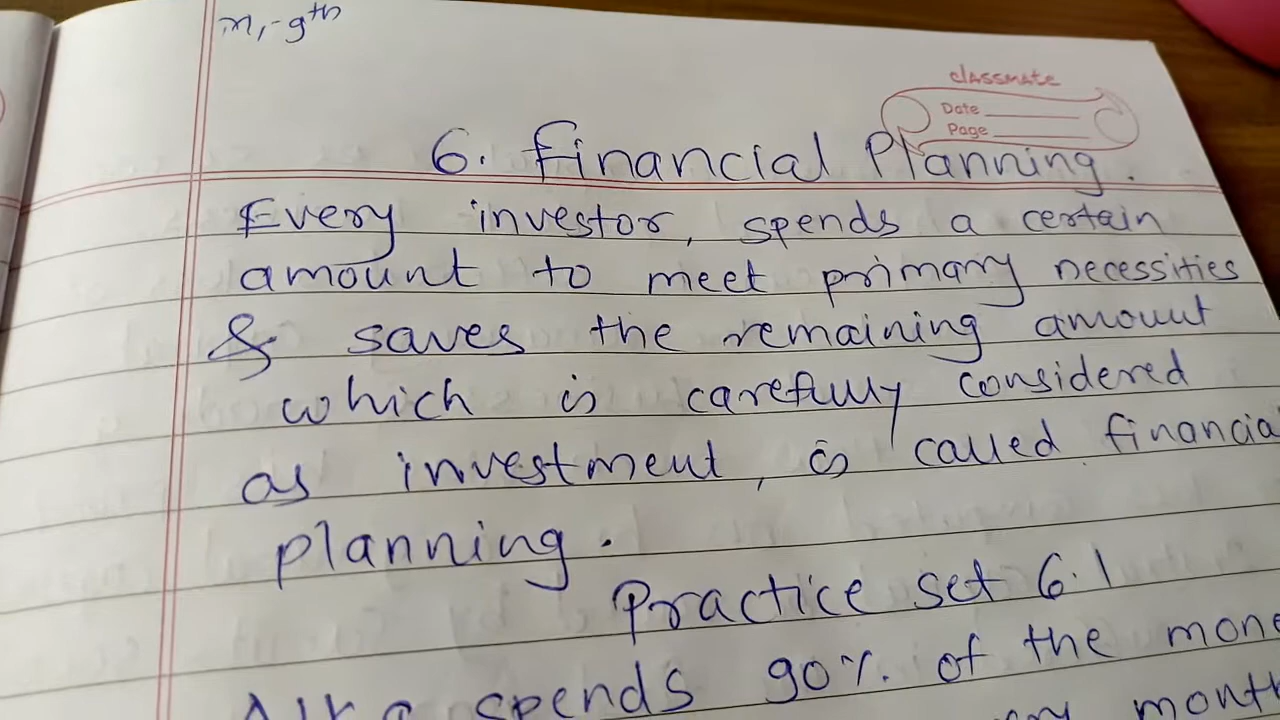 m,-9th
classmate
Date
Page
6. Financial Planning.
Every investor, spends a certain
amount to meet primary necessities
& saves the remaining amount
which is carefully considered
as investment, is called financia
planning.
Practice set 6.1
spends 90%. of the mone
month